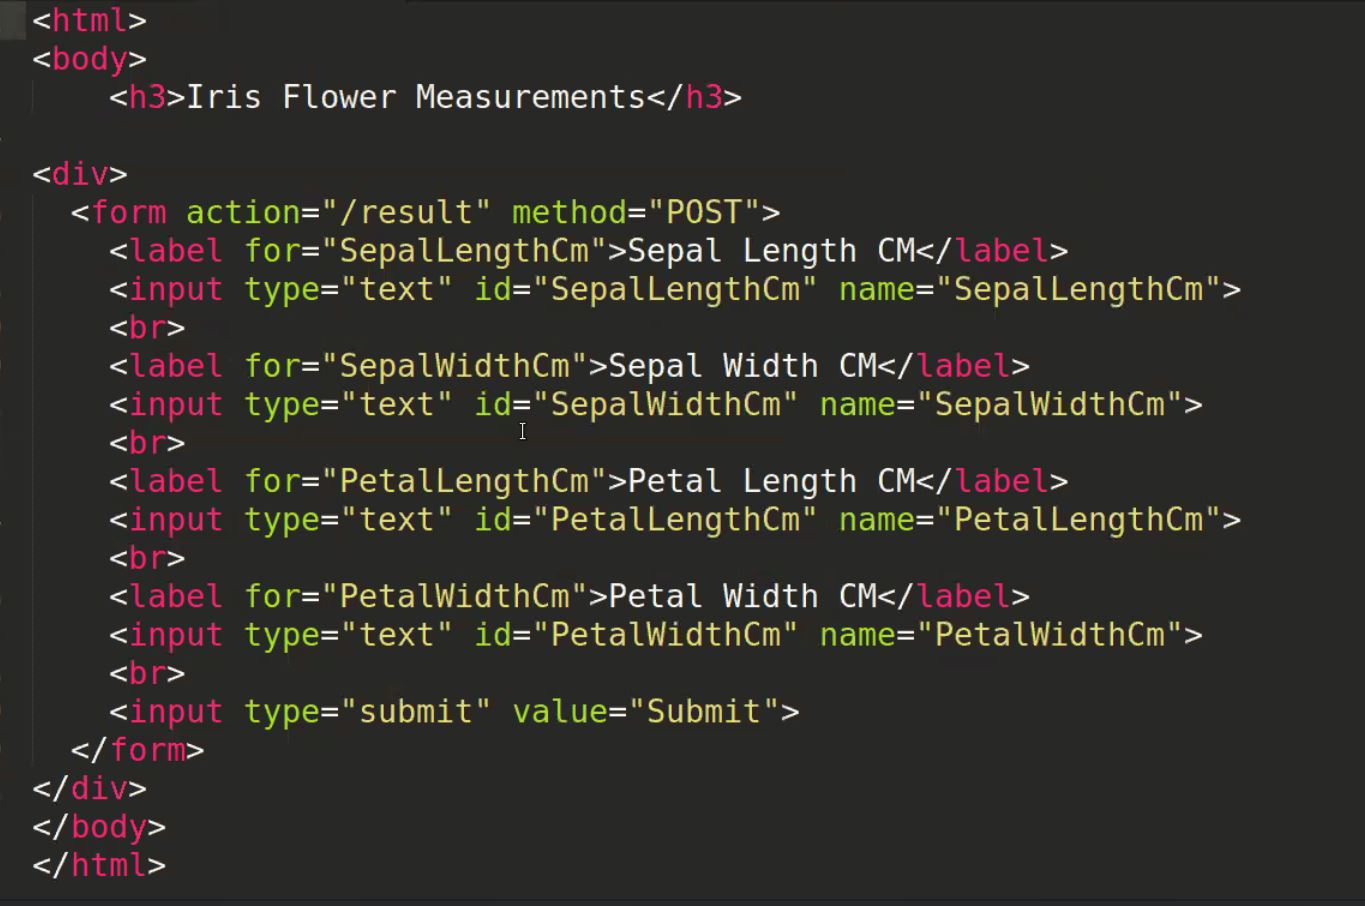 <html>
<body>
    <h3>Iris Flower Measurements</h3>

<div>
  <form action="/result" method="POST">
    <label for="SepalLengthCm">Sepal Length CM</label>
    <input type="text" id="SepalLengthCm" name="SepalLengthCm">
    <br>
    <label for="SepalWidthCm">Sepal Width CM</label>
    <input type="text" id="SepalWidthCm" name="SepalWidthCm">
    <br>
    <label for="PetalLengthCm">Petal Length CM</label>
    <input type="text" id="PetalLengthCm" name="PetalLengthCm">
    <br>
    <label for="PetalWidthCm">Petal Width CM</label>
    <input type="text" id="PetalWidthCm" name="PetalWidthCm">
    <br>
    <input type="submit" value="Submit">
  </form>
</div>
</body>
</html>